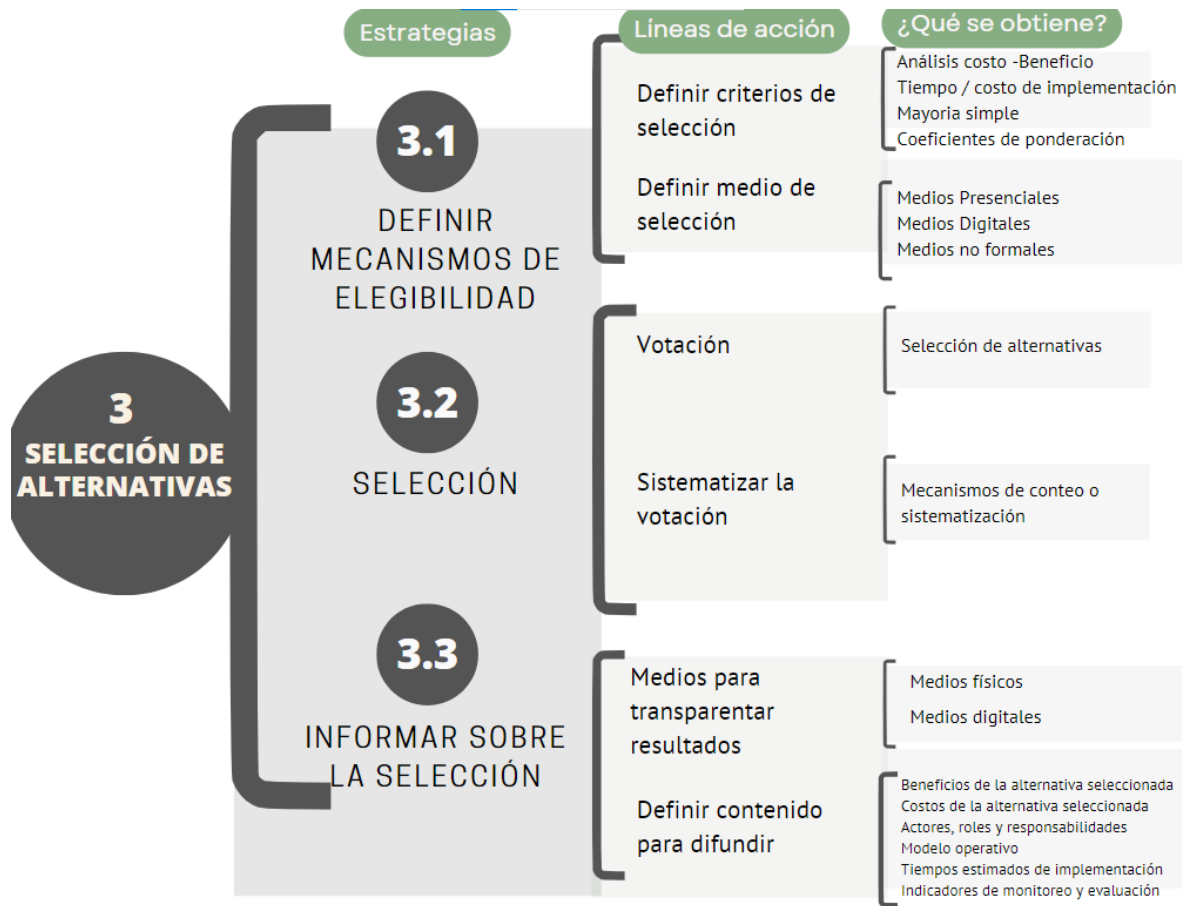 Estrategias
Líneas de acción
¿Qué se obtiene?
3
SELECCIÓN DE
ALTERNATIVAS
3.1
DEFINIR
MECANISMOS DE
ELEGIBILIDAD
Definir criterios de
selección
Análisis costo -Beneficio
Tiempo / costo de implementación
Mayoria simple
Coeficientes de ponderación
Definir medio de
selección
Medios Presenciales
Medios Digitales
Medios no formales
3.2
SELECCIÓN
Votación
Selección de alternativas
Sistematizar la
votación
Mecanismos de conteo o
sistematización
3.3
INFORMAR SOBRE
LA SELECCIÓN
Medios para
transparentar
resultados
Medios físicos
Medios digitales
Definir contenido
para difundir
Beneficios de la alternativa seleccionada
Costos de la alternativa seleccionada
Actores, roles y responsabilidades
Modelo operativo
Tiempos estimados de implementación
Indicadores de monitoreo y evaluación